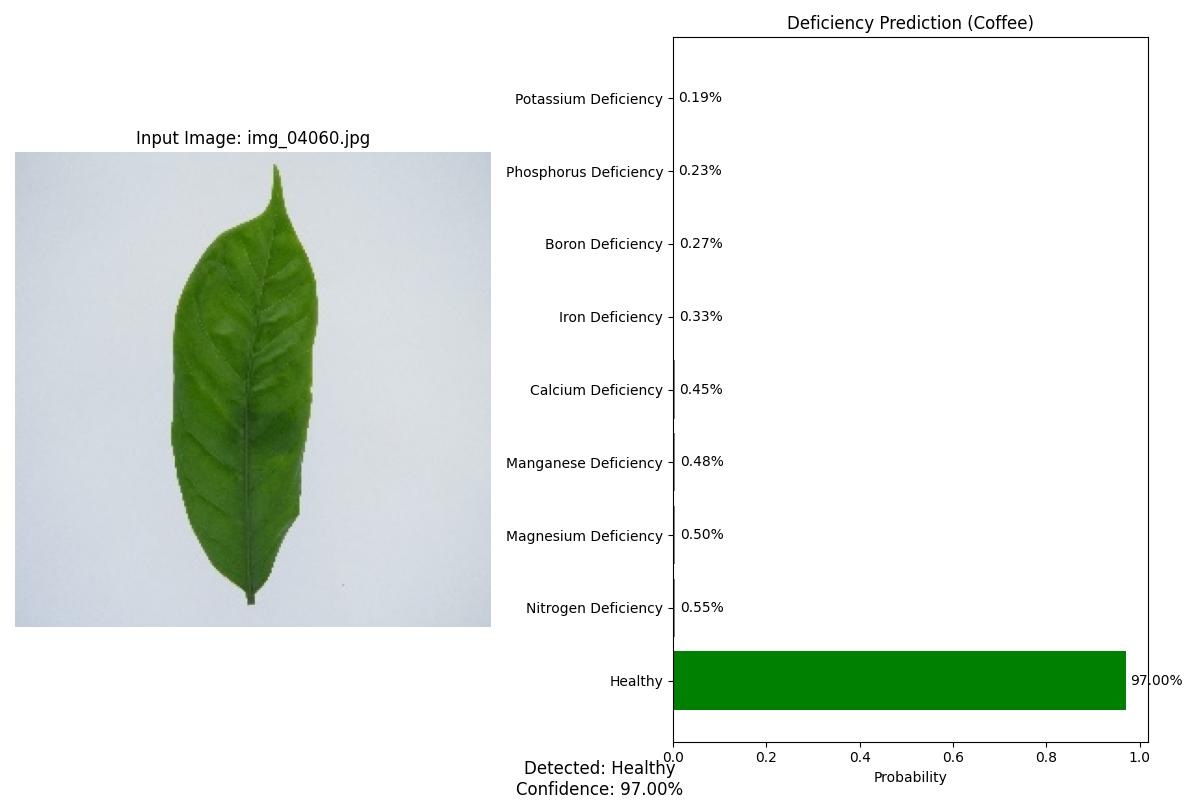 Input Image: img_04060.jpg
Deficiency Prediction (Coffee)
Potassium Deficiency 0.19%
Phosphorus Deficiency 0.23%
Boron Deficiency 0.27%
Iron Deficiency 0.33%
Calcium Deficiency 0.45%
Manganese Deficiency 0.48%
Magnesium Deficiency 0.50%
Nitrogen Deficiency 0.55%
Healthy 97.00%
0.0 0.2 0.4 0.6 0.8 1.0
Probability
Detected: Healthy
Confidence: 97.00%